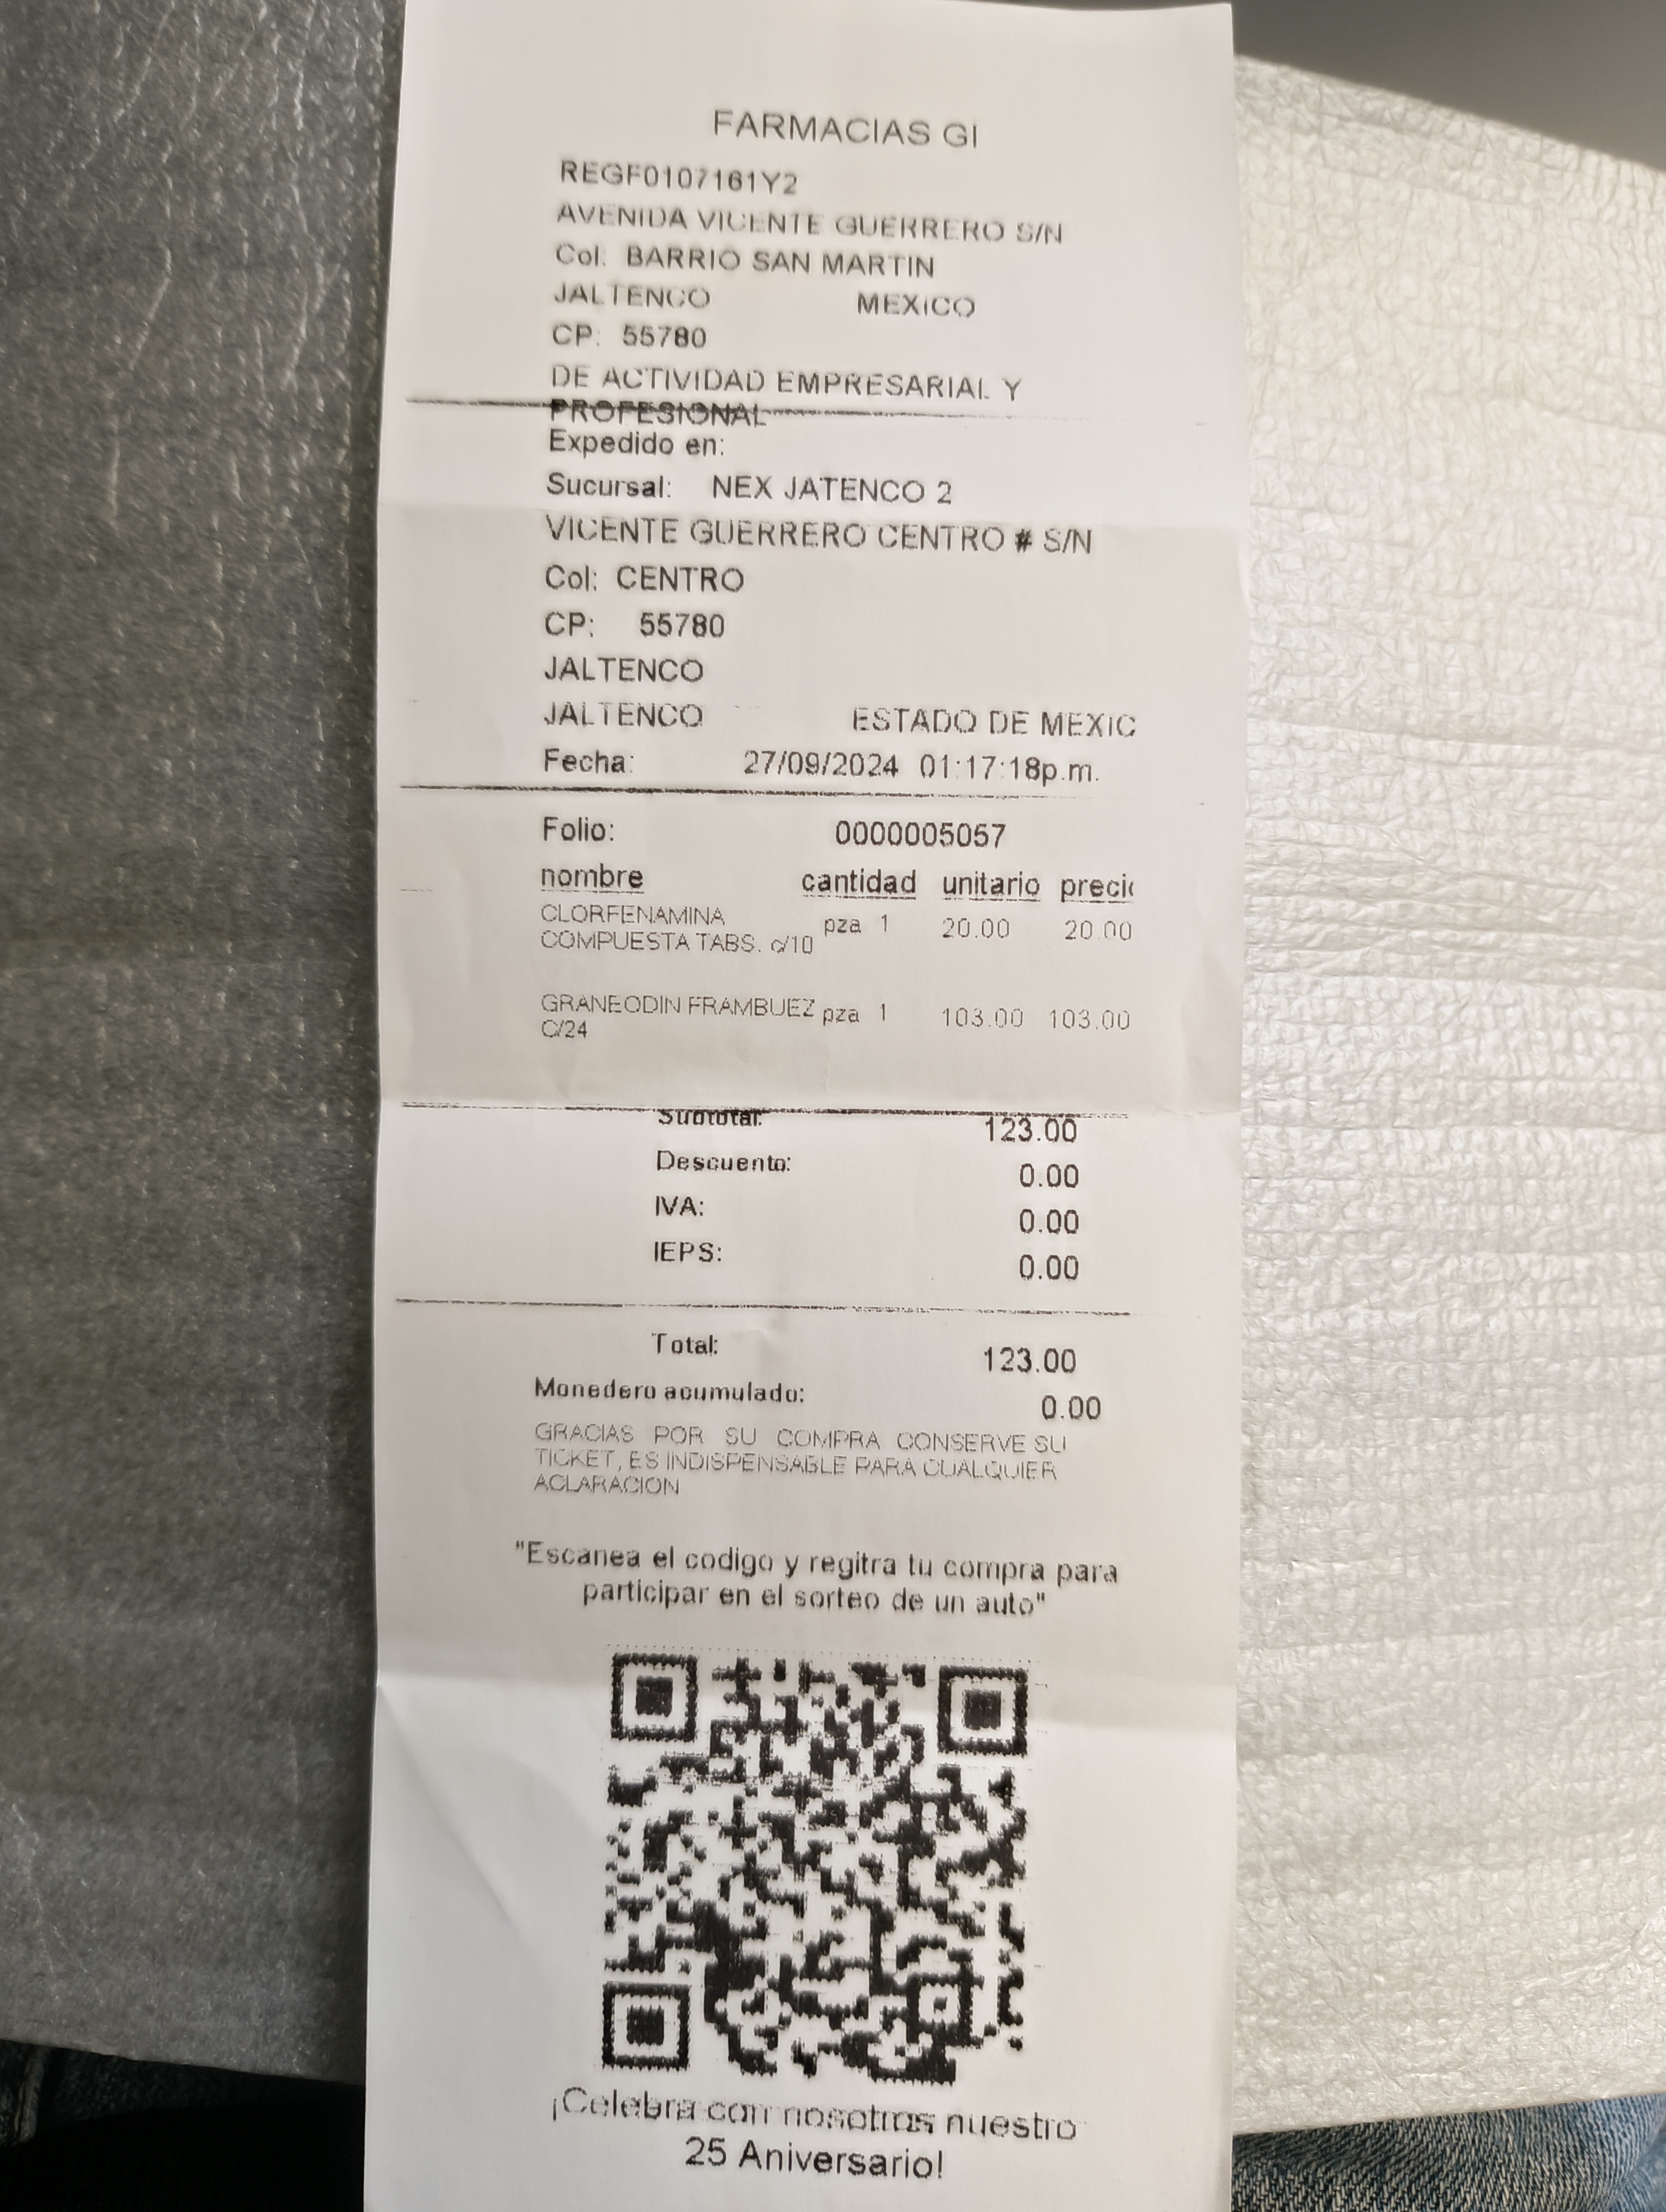 FARMACIAS GI
REGF0107161Y2
AVENIDA VICENTE GUERRERO S/N
Col: BARRIO SAN MARTIN
JALTENCO MEXICO
CP: 55780
DE ACTIVIDAD EMPRESARIAL Y
PROFESIONAL
Expedido en:
Sucursal: NEX JATENCO 2
VICENTE GUERRERO CENTRO # S/N
Col: CENTRO
CP: 55780
JALTENCO
JALTENCO ESTADO DE MEXIC
Fecha: 27/09/2024 01:17:18p.m.
Folio: 0000005057
nombre cantidad unitario preci
CLORFENAMINA pza 1 20.00 20.00
COMPUESTA TABS. c/10
GRANEODIN FRAMBUEZ pza 1 103.00 103.00
C/24
Subtotal: 123.00
Descuento: 0.00
IVA: 0.00
IEPS: 0.00
Total: 123.00
Monedero acumulado: 0.00
GRACIAS POR SU COMPRA CONSERVE SU
TICKET, ES INDISPENSABLE PARA CUALQUIER
ACLARACION
"Escanea el codigo y regitra tu compra para
participar en el sorteo de un auto"
¡Celebra con nosotros nuestro
25 Aniversario!